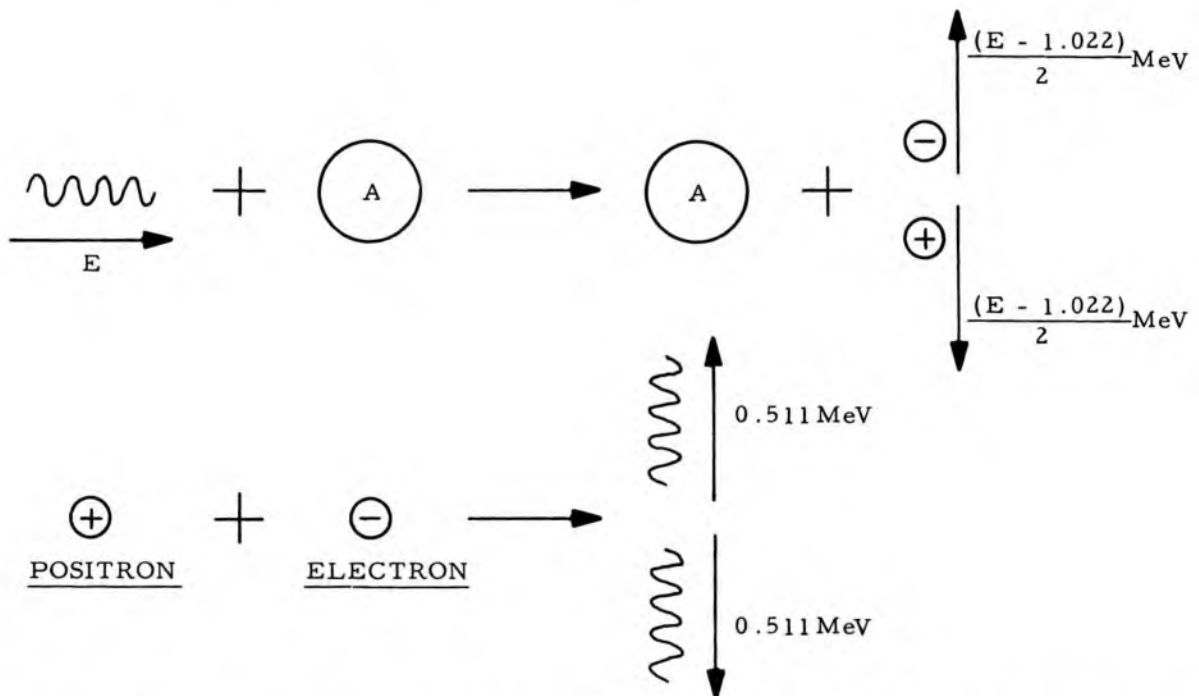 (E - 1.022)
2
MeV
-
+
A
A
+
E
+
(E - 1.022)
2
MeV
0.511 MeV
+
+
-
POSITRON
ELECTRON
0.511 MeV